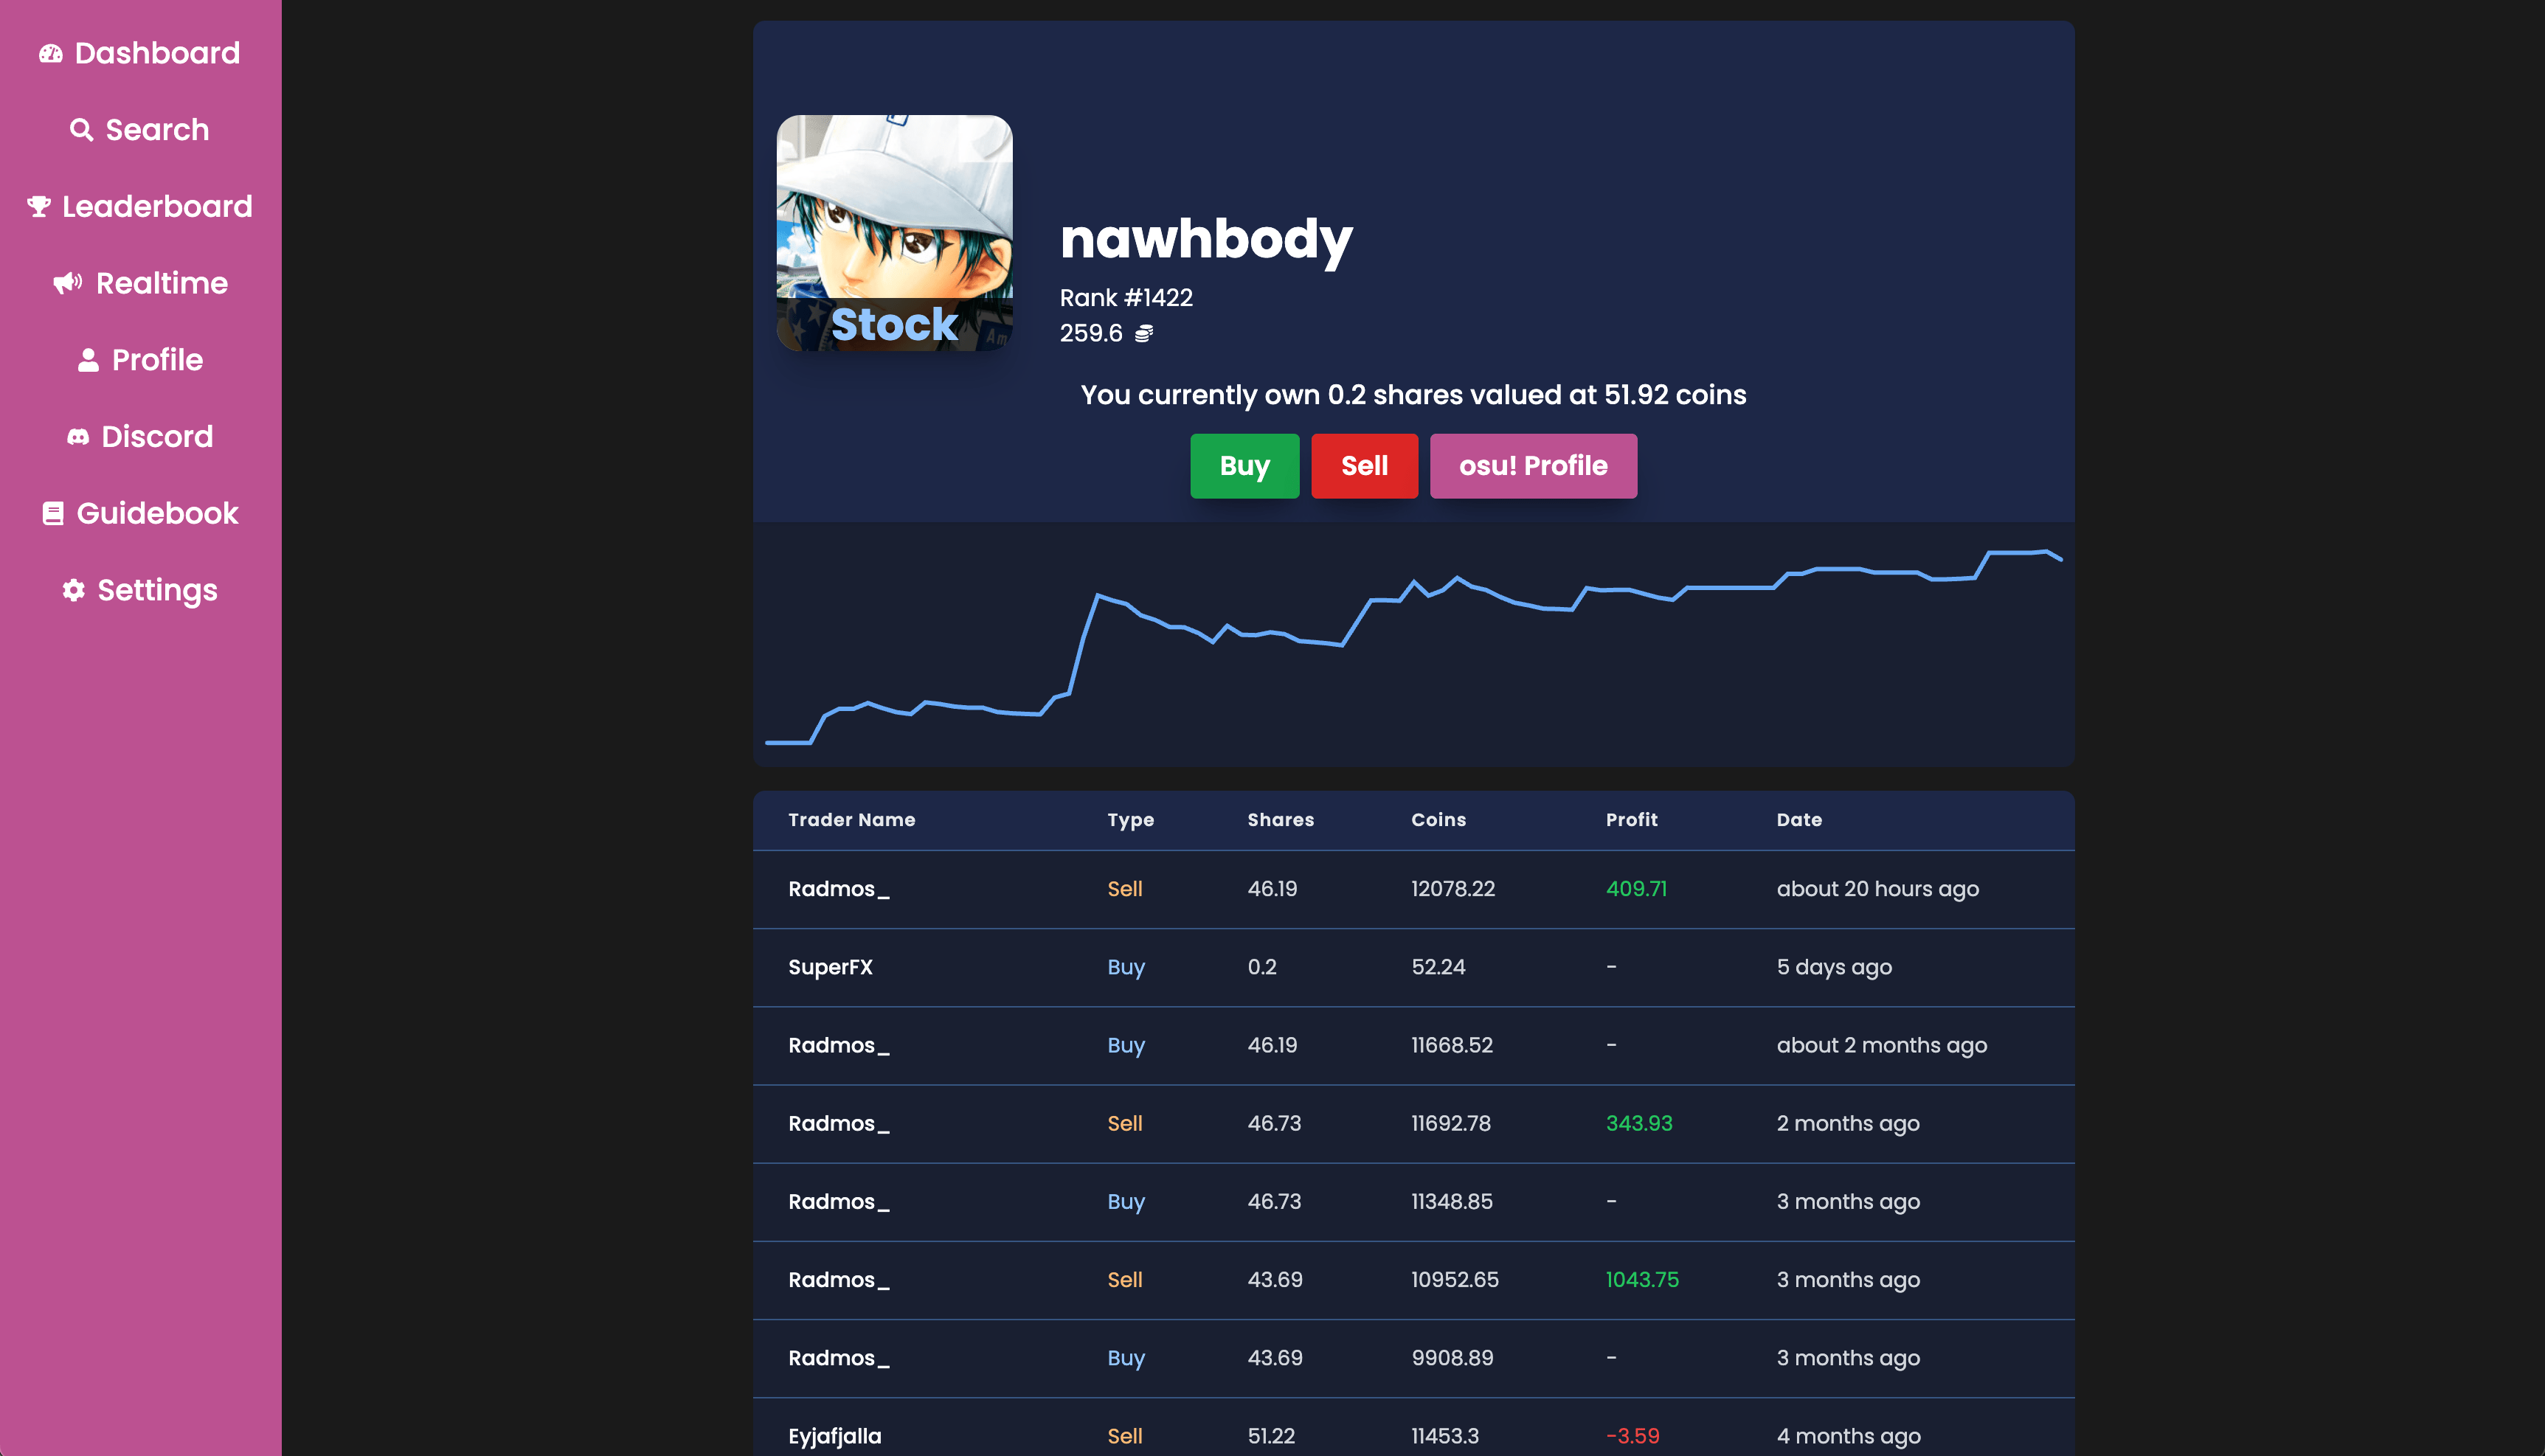 Dashboard
Search
Leaderboard
Realtime
Profile
Discord
Guidebook
Settings
Stock
nawhbody
Rank #1422
259.6
You currently own 0.2 shares valued at 51.92 coins
Buy Sell osu! Profile
Trader Name Type Shares Coins Profit Date
Radmos_ Sell 46.19 12078.22 409.71 about 20 hours ago
SuperFX Buy 0.2 52.24 - 5 days ago
Radmos_ Buy 46.19 11668.52 - about 2 months ago
Radmos_ Sell 46.73 11692.78 343.93 2 months ago
Radmos_ Buy 46.73 11348.85 - 3 months ago
Radmos_ Sell 43.69 10952.65 1043.75 3 months ago
Radmos_ Buy 43.69 9908.89 - 3 months ago
Eyjafjalla Sell 51.22 11453.3 -3.59 4 months ago